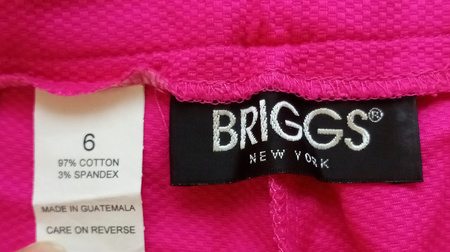 6
97% COTTON
3% SPANDEX
MADE IN GUATEMALA
CARE ON REVERSE
BRIGGS®
NEW YORK